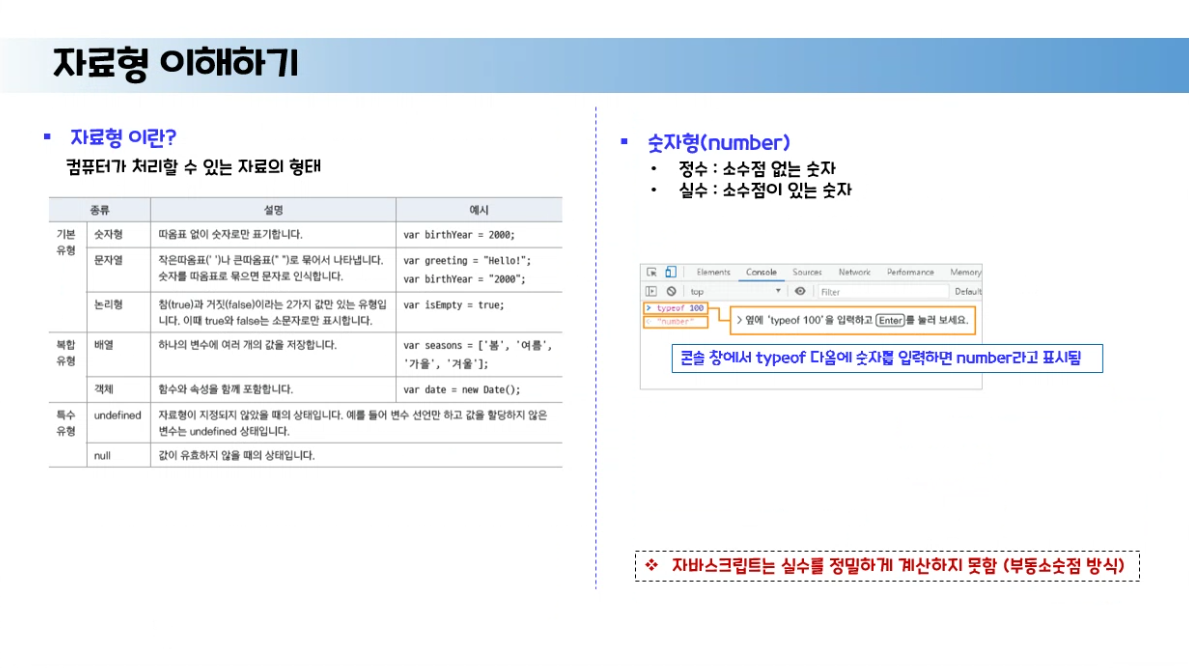 자료형 이해하기
▪ 자료형 이란?
컴퓨터가 처리할 수 있는 자료의 형태
종류 설명 예시
기본 유형 숫자형 따옴표 없이 숫자로만 표기합니다. var birthYear = 2000;
문자열 작은따옴표(' ')나 큰따옴표(" ")로 묶어서 나타냅니다. var greeting = "Hello!";
숫자를 따옴표로 묶으면 문자로 인식합니다. var birthYear = "2000";
논리형 참(true)과 거짓(false)이라는 2가지 값만 있는 유형입 var isEmpty = true;
니다. 이때 true와 false는 소문자로만 표시합니다.
복합 유형 배열 하나의 변수에 여러 개의 값을 저장합니다. var seasons = ['봄', '여름',
'가을', '겨울'];
객체 함수와 속성을 함께 포함합니다. var date = new Date();
특수 유형 undefined 자료형이 지정되지 않았을 때의 상태입니다. 예를 들어 변수 선언만 하고 값을 할당하지 않은
변수는 undefined 상태입니다.
null 값이 유효하지 않을 때의 상태입니다.
▪ 숫자형(number)
• 정수 : 소수점 없는 숫자
• 실수 : 소수점이 있는 숫자
Elements Console Sources Network Performance Memory
top Filter Default
> typeof 100
< "number"
> 옆에 'typeof 100'을 입력하고 Enter를 눌러 보세요.
콘솔 창에서 typeof 다음에 숫자를 입력하면 number라고 표시됨
❖ 자바스크립트는 실수를 정밀하게 계산하지 못함 (부동소숫점 방식)